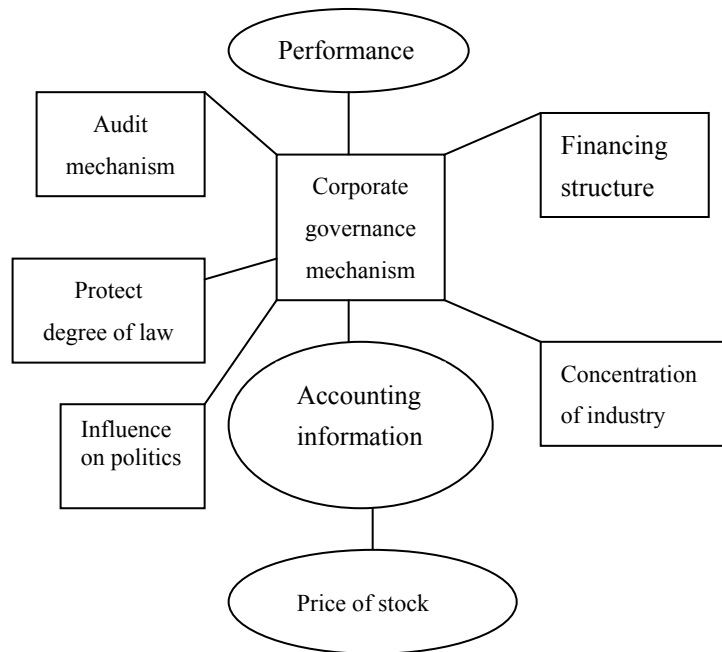 Performance
Audit
mechanism
Financing
structure
Corporate
governance
mechanism
Protect
degree of law
Concentration
of industry
Influence
on politics
Accounting
information
Price of stock